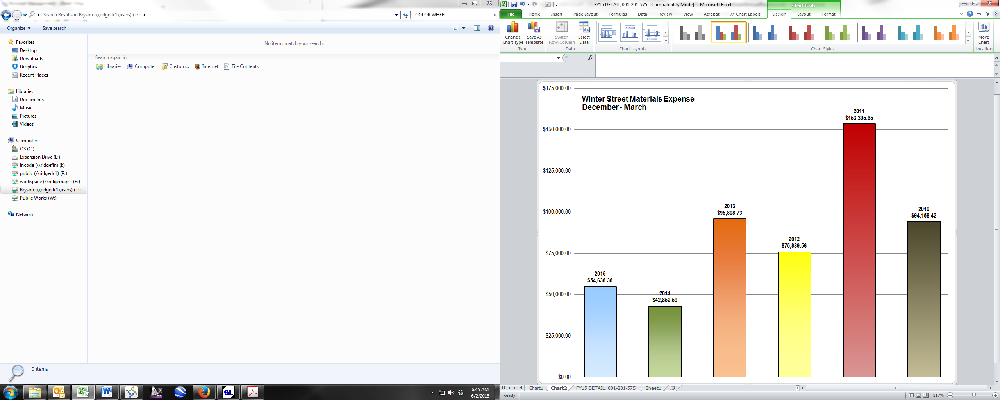 Search Results in Bryson (\\ridgedc1\users) (T:)
COLOR WHEEL
Organize
Save search
Favorites
Desktop
Downloads
Dropbox
Recent Places
Libraries
Documents
Music
Pictures
Videos
Computer
OS (C:)
Expansion Drive (E:)
incode (\\ridgefin) (I:)
public (\\ridgedc1) (P:)
workspace (\\ridgemaps) (R:)
Bryson (\\ridgedc1\users) (T:)
Public Works (W:)
Network
No items match your search.
Search again in:
Libraries
Computer
Custom...
Internet
File Contents
0 items
GL
6:45 AM
6/2/2015
FY15 DETAIL, 001-201-575 [Compatibility Mode] - Microsoft Excel
Chart Tools
File
Home
Insert
Page Layout
Formulas
Data
Review
View
Acrobat
XY Chart Labels
Design
Layout
Format
Change Chart Type
Save As Template
Switch Row/Column
Select Data
Move Chart
Type
Data
Chart Layouts
Chart Styles
Location
fx
Winter Street Materials Expense
December - March
$175,000.00
$150,000.00
$125,000.00
$100,000.00
$75,000.00
$50,000.00
$25,000.00
$0.00
2015
$54,638.38
2014
$42,852.59
2013
$95,808.73
2012
$75,889.56
2011
$153,395.65
2010
$94,158.42
Chart1
Chart2
FY15 DETAIL, 001-201-575
Sheet1
Ready
117%